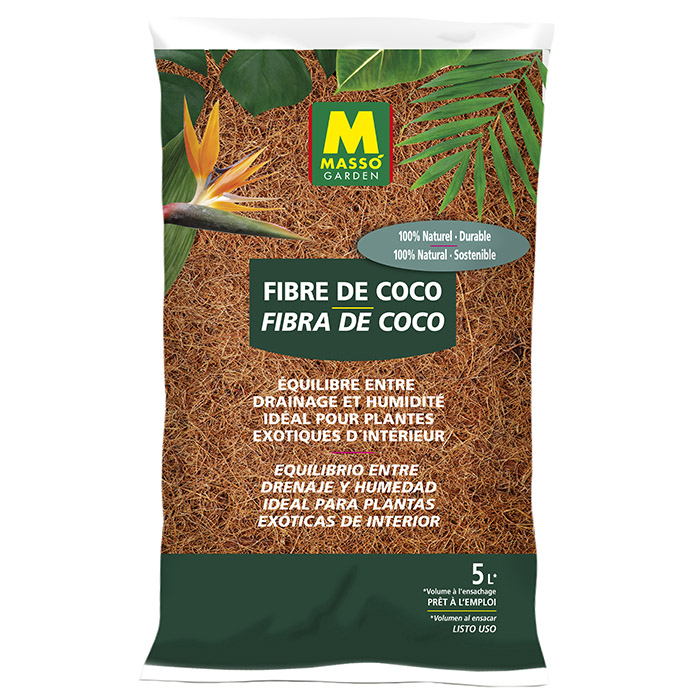 M
MASSÓ
GARDEN
100% Naturel · Durable
100% Natural · Sostenible
FIBRE DE COCO
FIBRA DE COCO
ÉQUILIBRE ENTRE
DRAINAGE ET HUMIDITÉ
IDÉAL POUR PLANTES
EXOTIQUES D´INTÉRIEUR
EQUILIBRIO ENTRE
DRENAJE Y HUMEDAD
IDEAL PARA PLANTAS
EXÓTICAS DE INTERIOR
5 L*
*Volume à l'ensachage
PRÊT À L'EMPLOI
*Volumen al ensacar
LISTO USO